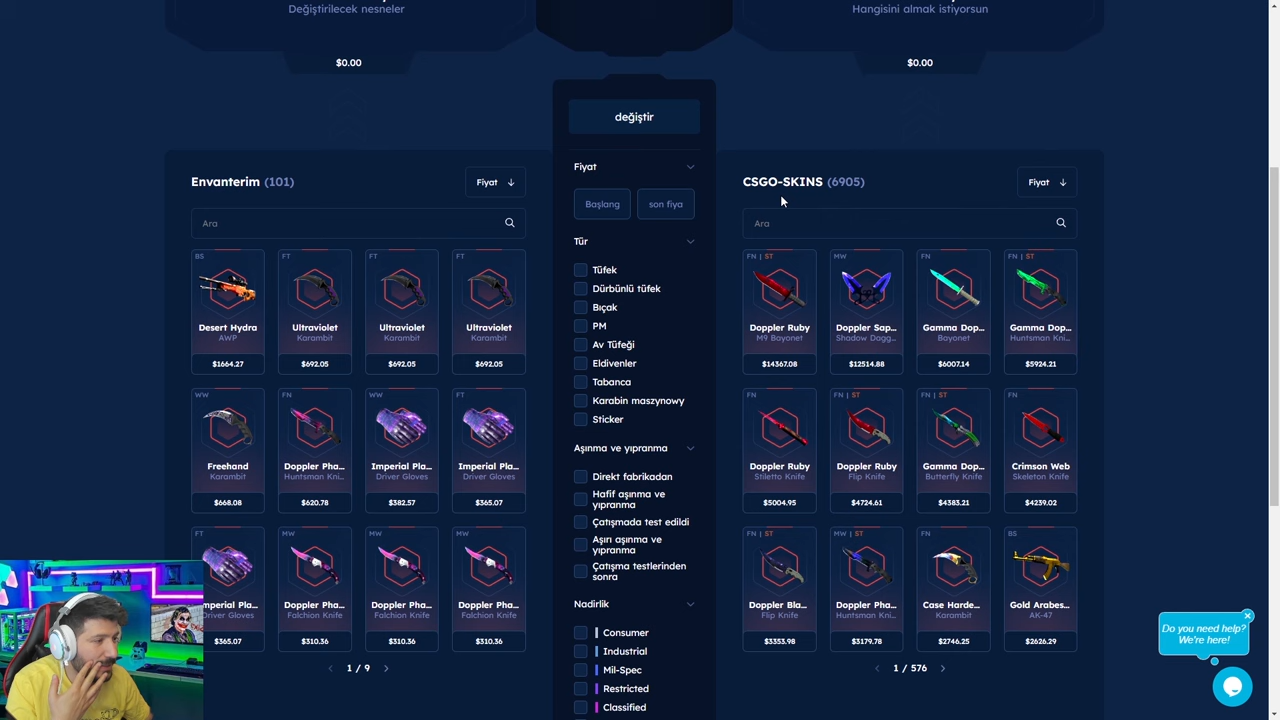 Değiştirilecek nesneler
Hangisini almak istiyorsun
$0.00
$0.00
değiştir
Envanterim (101)
Fiyat
Ara
BS
Desert Hydra
AWP
$1664.27
FT
Ultraviolet
Karambit
$692.05
FT
Ultraviolet
Karambit
$692.05
FT
Ultraviolet
Karambit
$692.05
WW
Freehand
Karambit
$668.08
FN
Doppler Pha...
Huntsman Kni...
$620.78
WW
Imperial Pla...
Driver Gloves
$382.57
FT
Imperial Pla...
Driver Gloves
$365.07
FT
mperial Pla...
Driver Gloves
$365.07
MW
Doppler Pha...
Falchion Knife
$310.36
MW
Doppler Pha...
Falchion Knife
$310.36
MW
Doppler Pha...
Falchion Knife
$310.36
1 / 9
Fiyat
Başlang
son fiya
Tür
Tüfek
Dürbünlü tüfek
Bıçak
PM
Av Tüfeği
Eldivenler
Tabanca
Karabin maszynowy
Sticker
Aşınma ve yıpranma
Direkt fabrikadan
Hafif aşınma ve
yıpranma
Çatışmada test edildi
Aşırı aşınma ve
yıpranma
Çatışma testlerinden
sonra
Nadirlik
Consumer
Industrial
Mil-Spec
Restricted
Classified
CSGO-SKINS (6905)
Fiyat
Ara
FN | ST
Doppler Ruby
M9 Bayonet
$14367.08
MW
Doppler Sap...
Shadow Dagg...
$12514.88
FN
Gamma Dop...
Bayonet
$6007.14
FN | ST
Gamma Dop...
Huntsman Kni...
$5924.21
FN
Doppler Ruby
Stiletto Knife
$5004.95
FN | ST
Doppler Ruby
Flip Knife
$4724.61
FN | ST
Gamma Dop...
Butterfly Knife
$4383.21
FN
Crimson Web
Skeleton Knife
$4239.02
FN | ST
Doppler Bla...
Flip Knife
$3353.98
MW | ST
Doppler Pha...
Huntsman Kni...
$3179.78
FN
Case Harde...
Karambit
$2746.25
BS
Gold Arabes...
AK-47
$2626.29
1 / 576
Do you need help?
We're here!